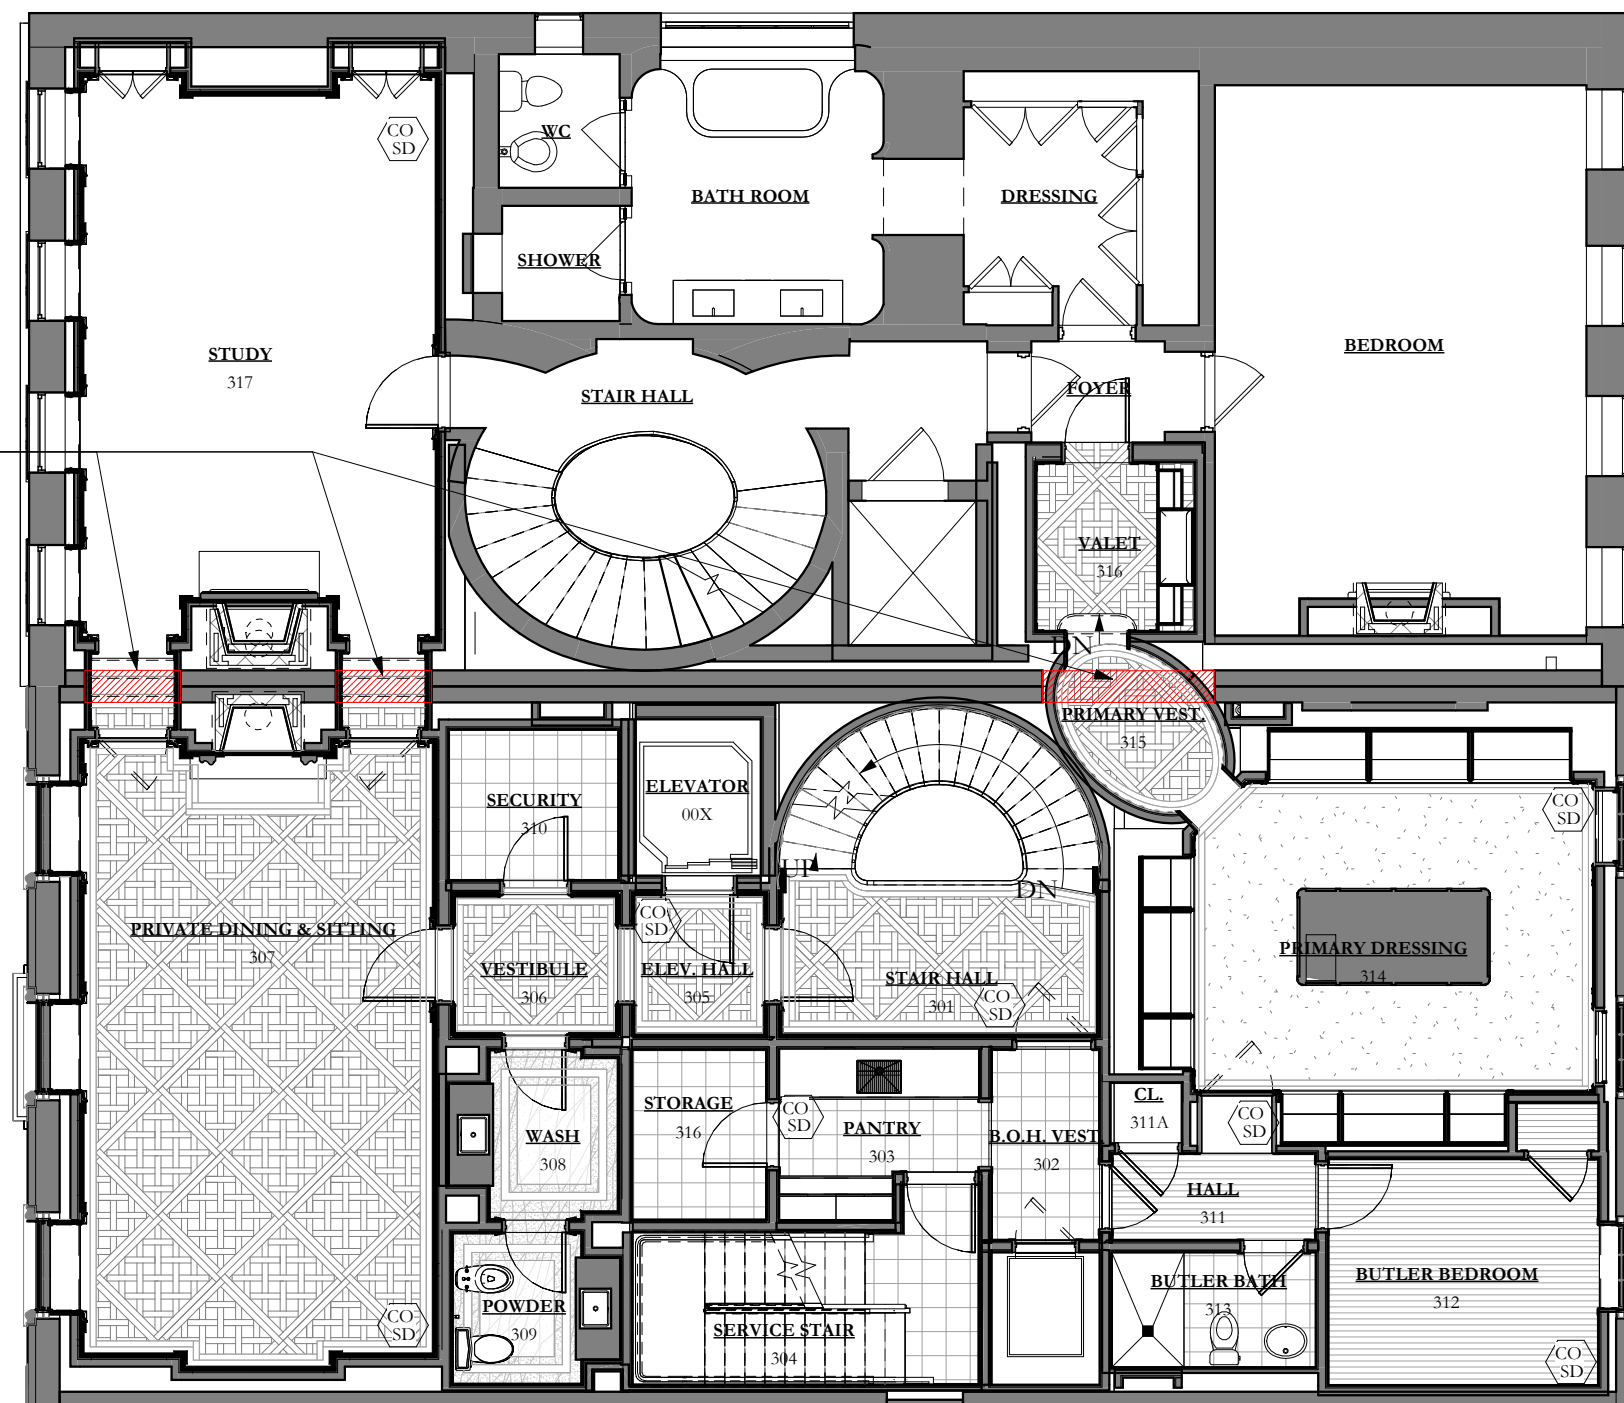 CO
SD
WC
BATH ROOM
DRESSING
SHOWER
STUDY
317
STAIR HALL
FOYER
BEDROOM
VALET
316
DN
PRIMARY VEST.
315
SECURITY
310
ELEVATOR
00X
CO
SD
UP
DN
PRIVATE DINING & SITTING
307
CO
SD
VESTIBULE
306
ELEV. HALL
305
STAIR HALL
301
CO
SD
PRIMARY DRESSING
314
STORAGE
316
CO
SD
PANTRY
303
B.O.H. VEST.
302
CL.
311A
CO
SD
WASH
308
HALL
311
POWDER
309
CO
SD
SERVICE STAIR
304
BUTLER BATH
313
BUTLER BEDROOM
312
CO
SD